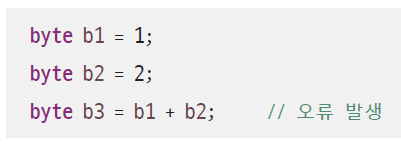 byte b1 = 1;
byte b2 = 2;
byte b3 = b1 + b2;     // 오류 발생